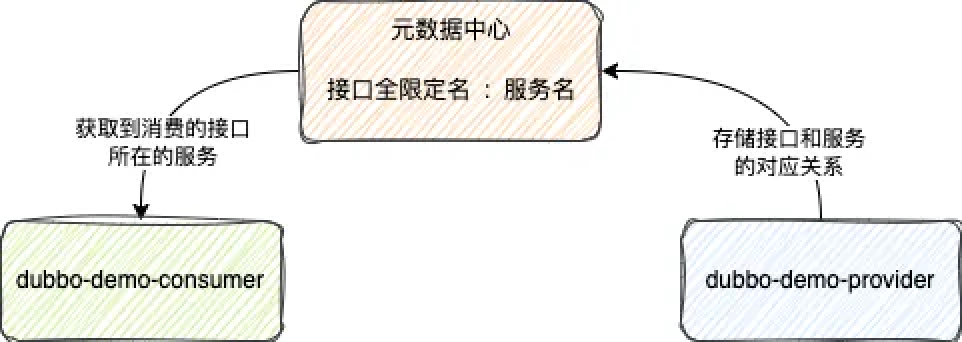 元数据中心
接口全限定名 : 服务名
获取到消费的接口
所在的服务
存储接口和服务
的对应关系
dubbo-demo-consumer
dubbo-demo-provider